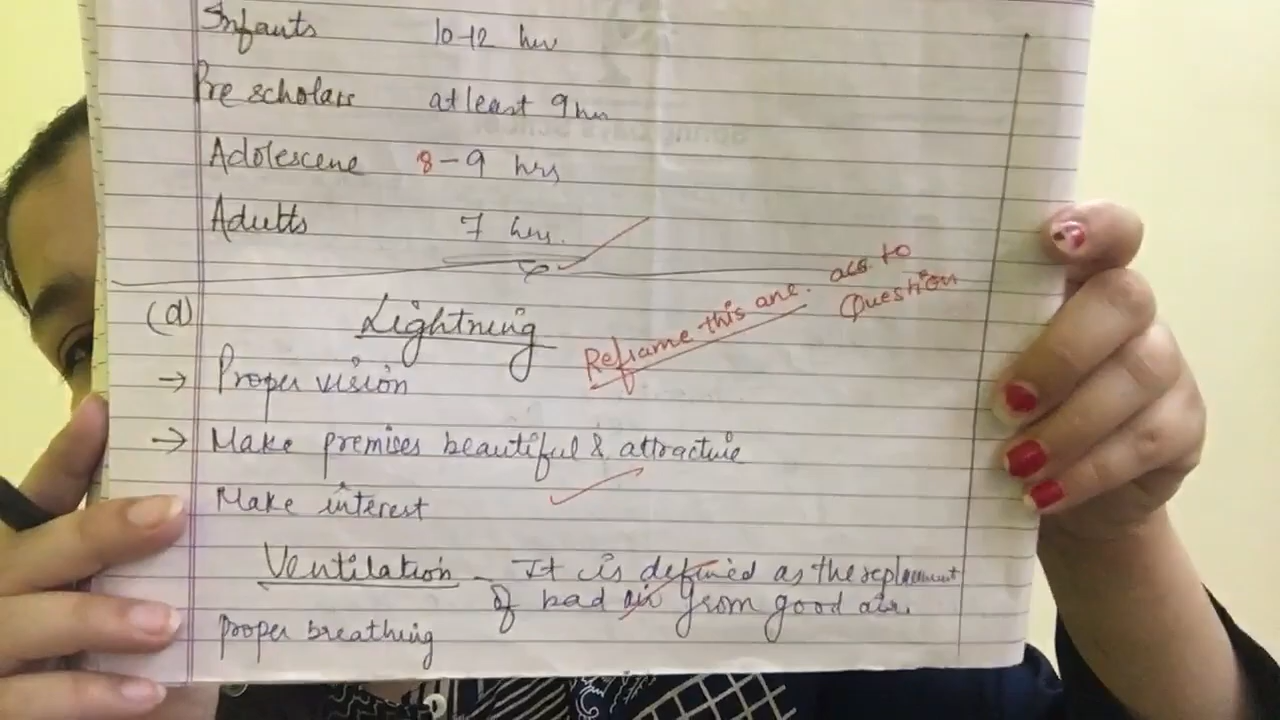 Infants 10-12 hrs
Pre scholars atleast 9 hrs
Adolescene 8-9 hrs
Adults 7 hrs.
(d) Lightning
Reframe this ans. acc. to
Question
→ Proper vision
→ Make premises beautiful & attractive
Make interest
Ventilation - It is defined as the replacement
of bad air from good air.
Proper breathing